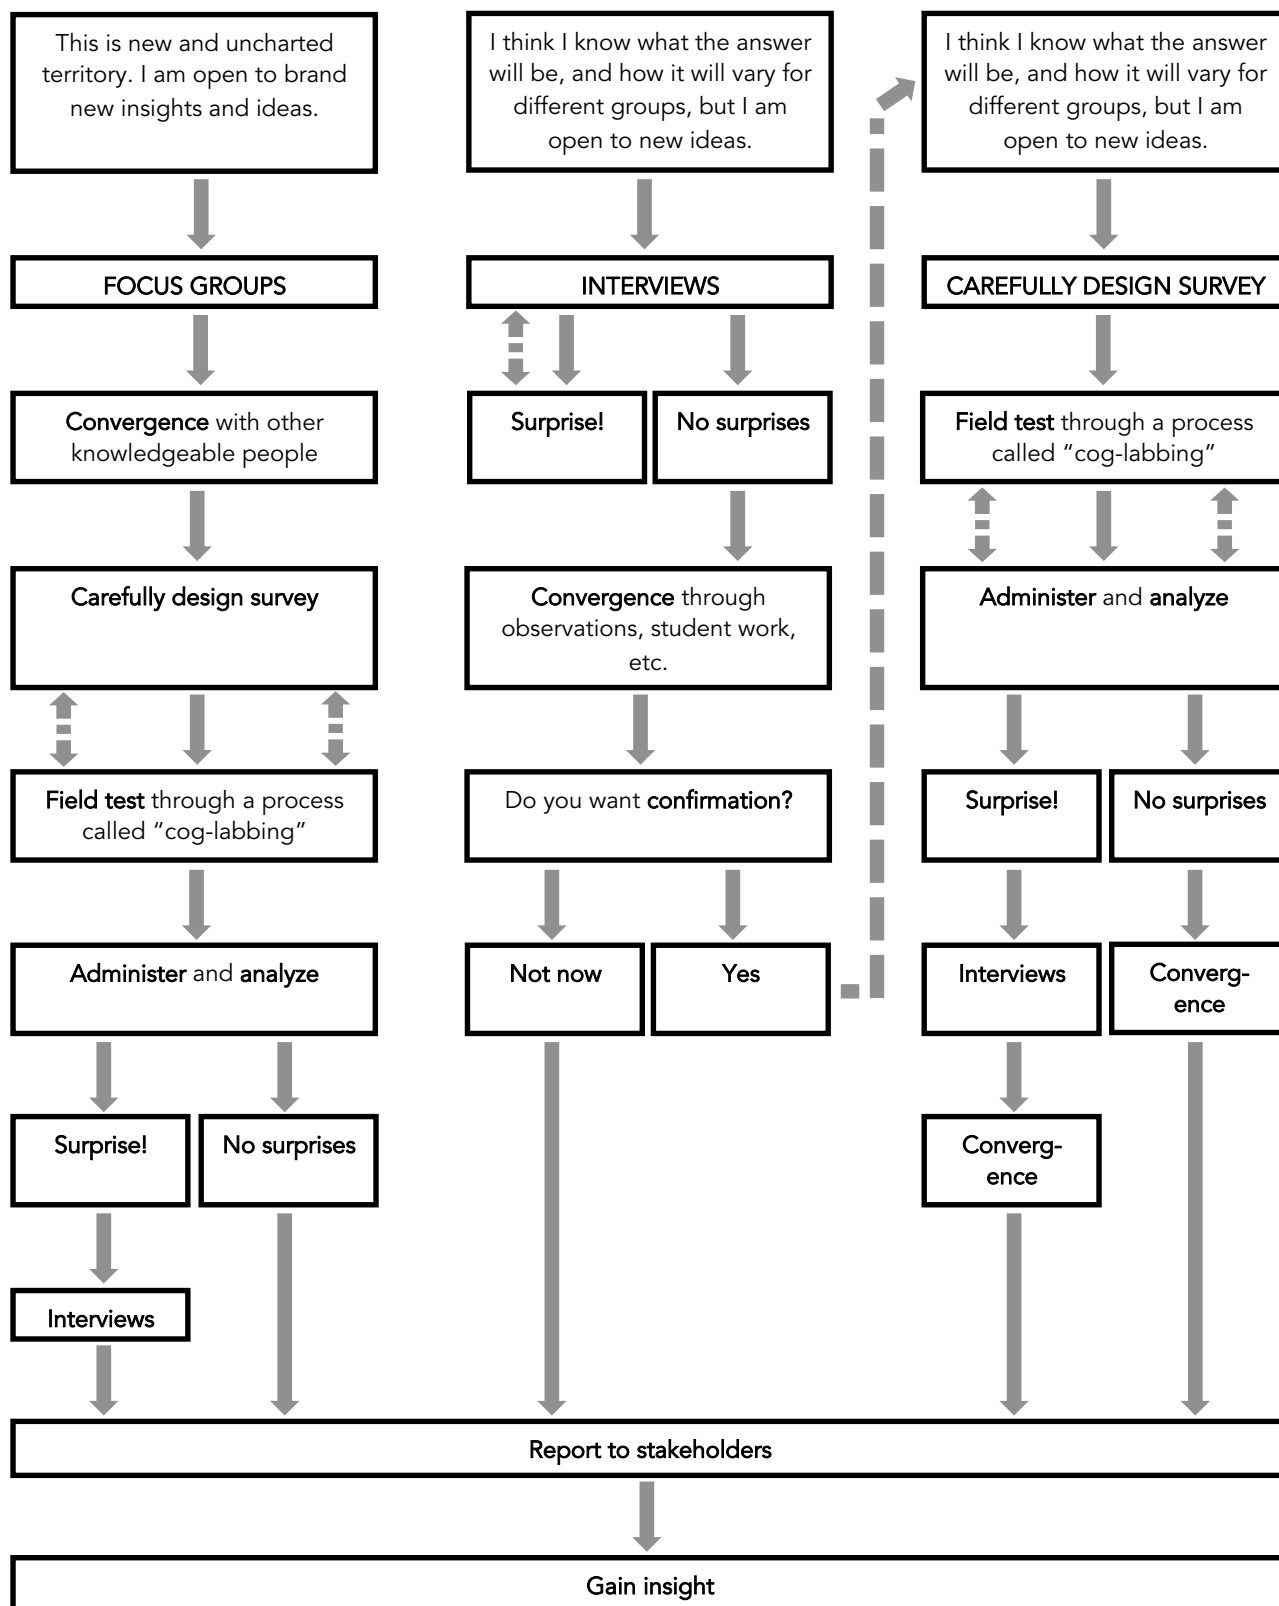 This is new and uncharted
territory. I am open to brand
new insights and ideas.
FOCUS GROUPS
Convergence with other
knowledgeable people
Carefully design survey
Field test through a process
called “cog-labbing”
Administer and analyze
Surprise!
No surprises
Interviews
I think I know what the answer
will be, and how it will vary for
different groups, but I am
open to new ideas.
INTERVIEWS
Surprise!
No surprises
Convergence through
observations, student work,
etc.
Do you want confirmation?
Not now
Yes
I think I know what the answer
will be, and how it will vary for
different groups, but I am
open to new ideas.
CAREFULLY DESIGN SURVEY
Field test through a process
called “cog-labbing”
Administer and analyze
Surprise!
No surprises
Interviews
Converg-
ence
Converg-
ence
Report to stakeholders
Gain insight